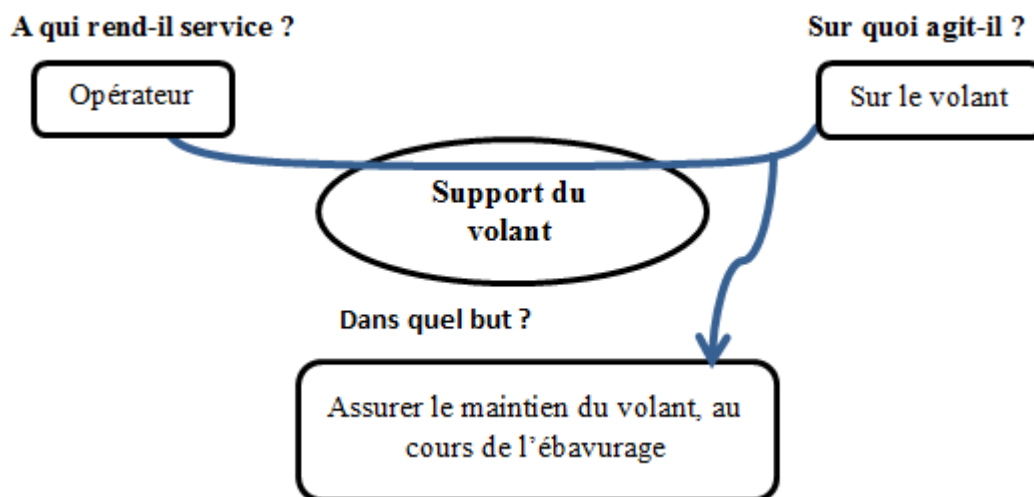 A qui rend-il service ?
Sur quoi agit-il ?
Opérateur
Sur le volant
Support du
volant
Dans quel but ?
Assurer le maintien du volant, au
cours de l’ébavurage